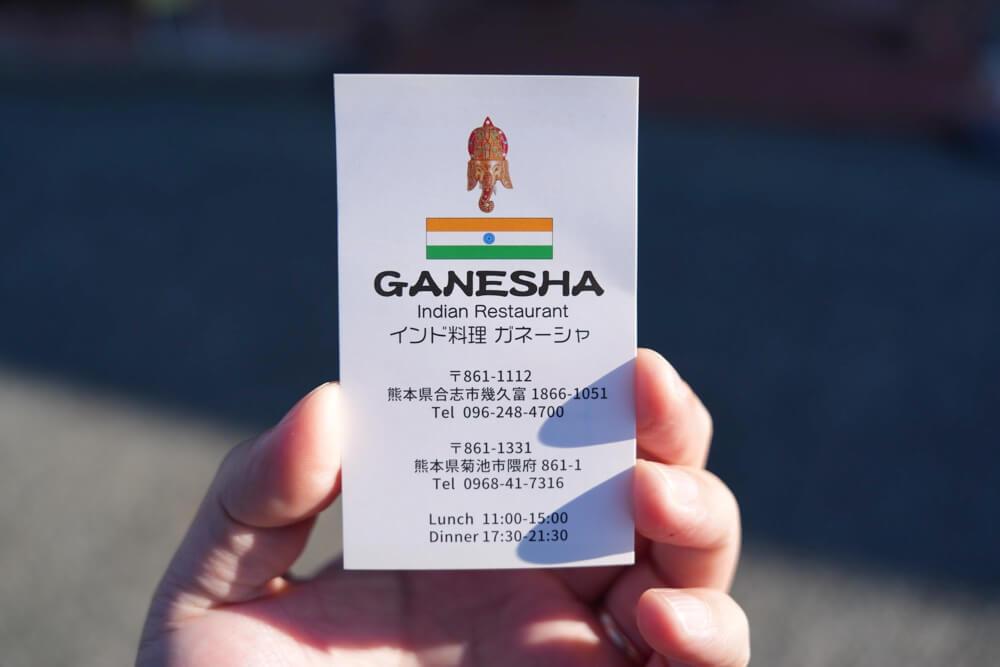 GANESHA
Indian Restaurant
インド料理 ガネーシャ
〒861-1112
熊本県合志市幾久富 1866-1051
Tel 096-248-4700
〒861-1331
熊本県菊池市隈府 861-1
Tel 0968-41-7316
Lunch 11:00-15:00
Dinner 17:30-21:30